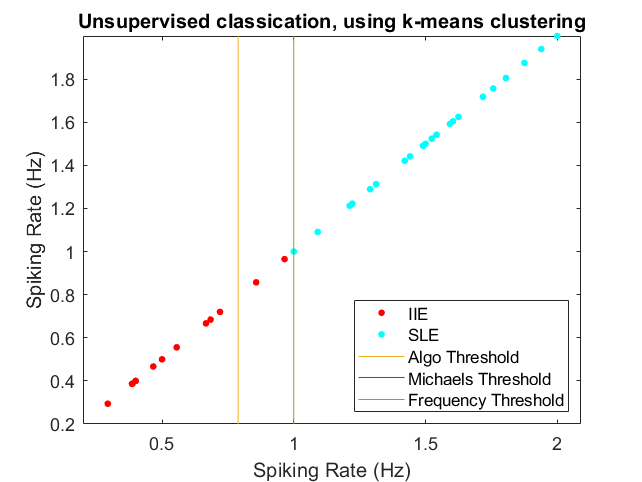 Unsupervised classication, using k-means clustering
Spiking Rate (Hz)
1.8
1.6
1.4
1.2
1
0.8
0.6
0.4
0.2
IIE
SLE
Algo Threshold
Michaels Threshold
Frequency Threshold
0.5
1
1.5
2
Spiking Rate (Hz)